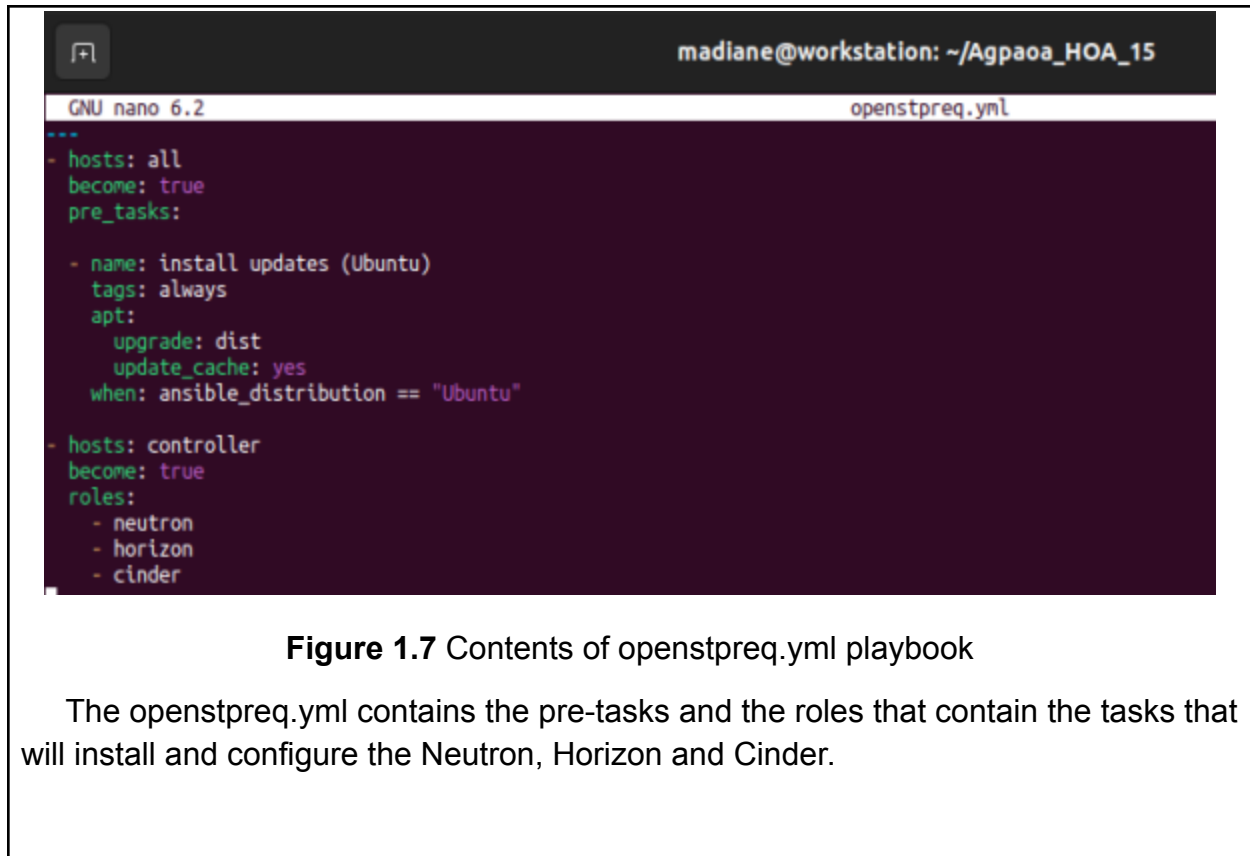 madiane@workstation: ~/Agpaoa_HOA_15
GNU nano 6.2 openstpreq.yml
---
- hosts: all
  become: true
  pre_tasks:

  - name: install updates (Ubuntu)
    tags: always
    apt:
      upgrade: dist
      update_cache: yes
    when: ansible_distribution == "Ubuntu"

- hosts: controller
  become: true
  roles:
    - neutron
    - horizon
    - cinder
Figure 1.7 Contents of openstpreq.yml playbook
The openstpreq.yml contains the pre-tasks and the roles that contain the tasks that
will install and configure the Neutron, Horizon and Cinder.